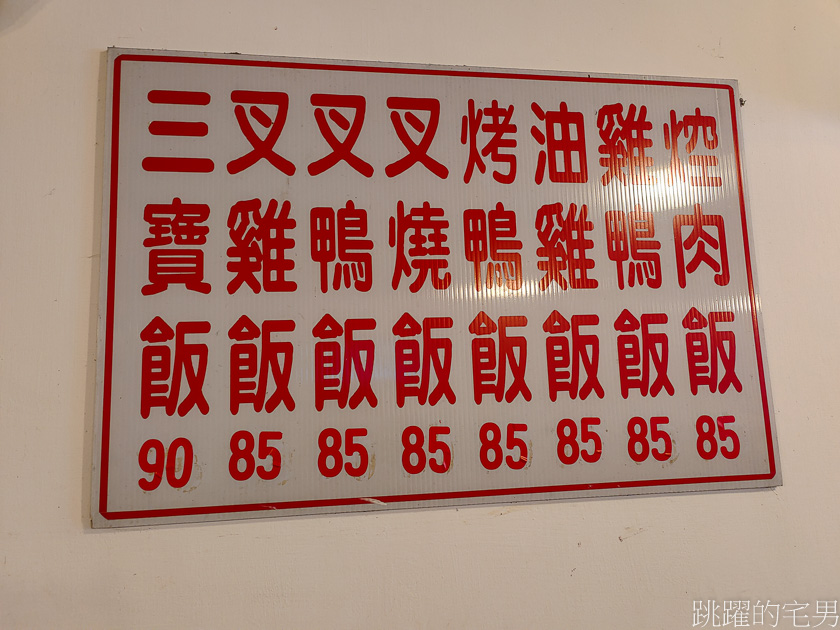 三寶飯 90
叉雞飯 85
叉鴨飯 85
叉燒飯 85
烤鴨飯 85
油雞飯 85
雞鴨飯 85
焢肉飯 85
跳躍的宅男